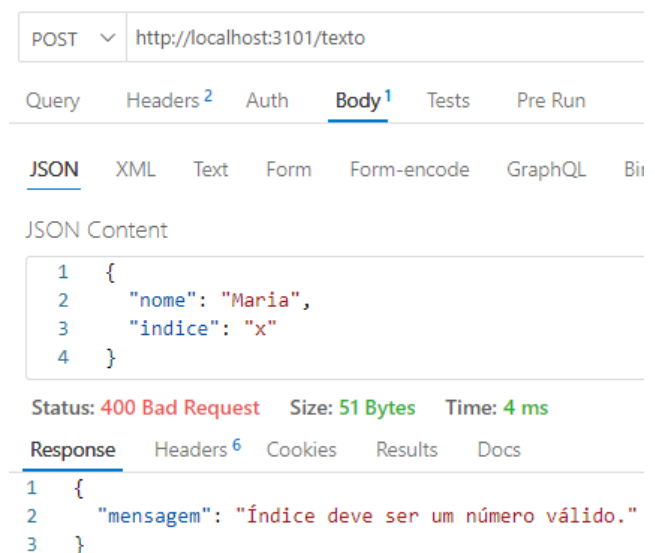 POST http://localhost:3101/texto
Query Headers 2 Auth Body 1 Tests Pre Run
JSON XML Text Form Form-encode GraphQL Bi
JSON Content
1 {
2 "nome": "Maria",
3 "indice": "x"
4 }
Status: 400 Bad Request Size: 51 Bytes Time: 4 ms
Response Headers 6 Cookies Results Docs
1 {
2 "mensagem": "Índice deve ser um número válido."
3 }